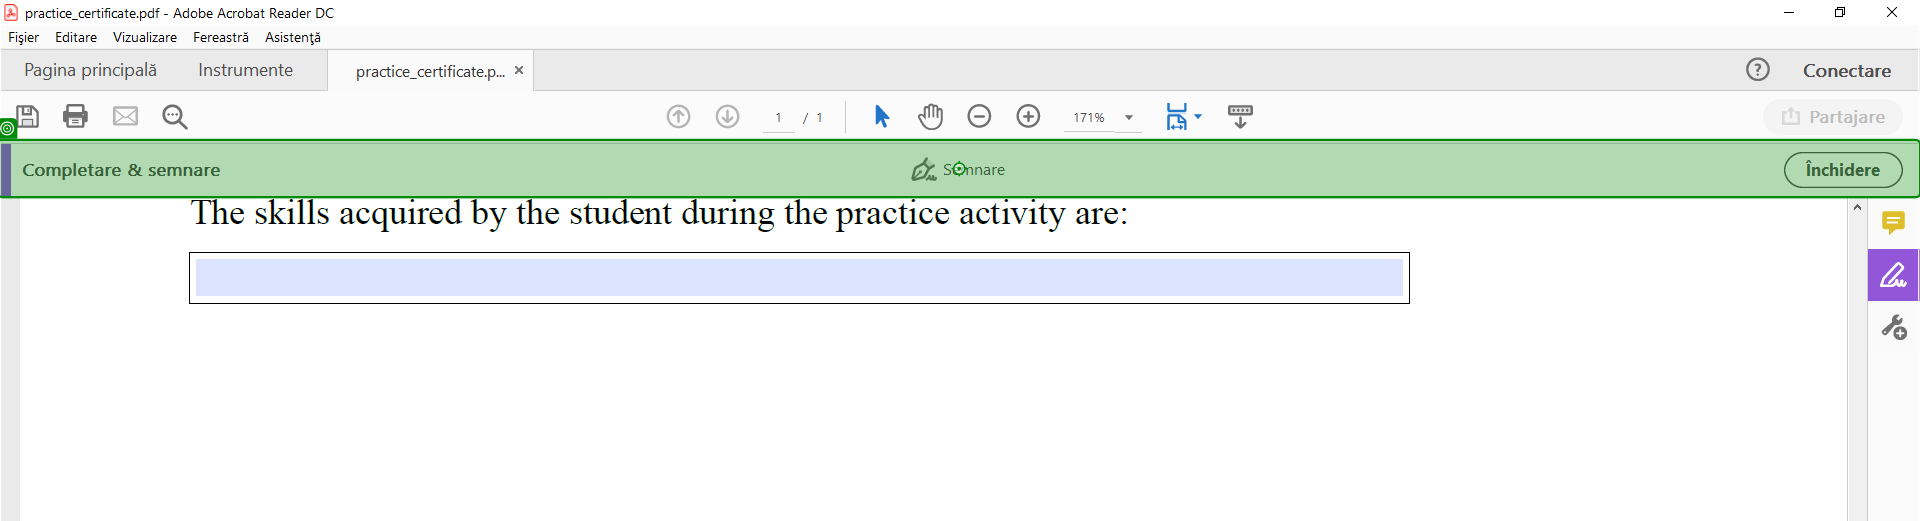 practice_certificate.pdf - Adobe Acrobat Reader DC
Fișier Editare Vizualizare Fereastră Asistență
Pagina principală Instrumente practice_certificate.p... × ? Conectare
1 / 1 171% Partajare
Completare & semnare Semnare Închidere
The skills acquired by the student during the practice activity are: